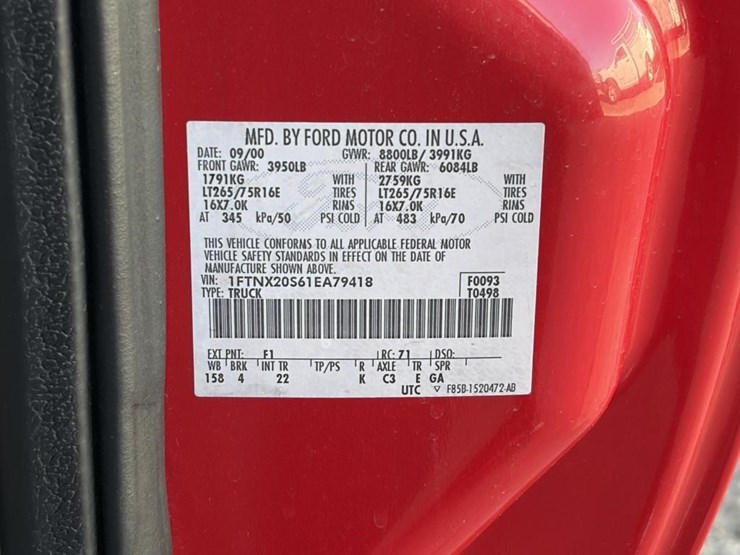 MFD. BY FORD MOTOR CO. IN U.S.A.
DATE: 09/00 GVWR: 8800LB/ 3991KG
FRONT GAWR: 3950LB REAR GAWR: 6084LB
1791KG WITH 2759KG WITH
LT265/75R16E TIRES LT265/75R16E TIRES
16X7.0K RIMS 16X7.0K RIMS
AT 345 kPa/50 PSI COLD AT 483 kPa/70 PSI COLD
THIS VEHICLE CONFORMS TO ALL APPLICABLE FEDERAL MOTOR
VEHICLE SAFETY STANDARDS IN EFFECT ON THE DATE OF
MANUFACTURE SHOWN ABOVE.
VIN: 1FTNX20S61EA79418 F0093
TYPE: TRUCK T0498
EXT PNT: F1 RC: 71 DSO:
WB BRK INT TR TP/PS R AXLE TR SPR
158 4 22 K C3 E GA
UTC ▽ F85B-1520472-AB